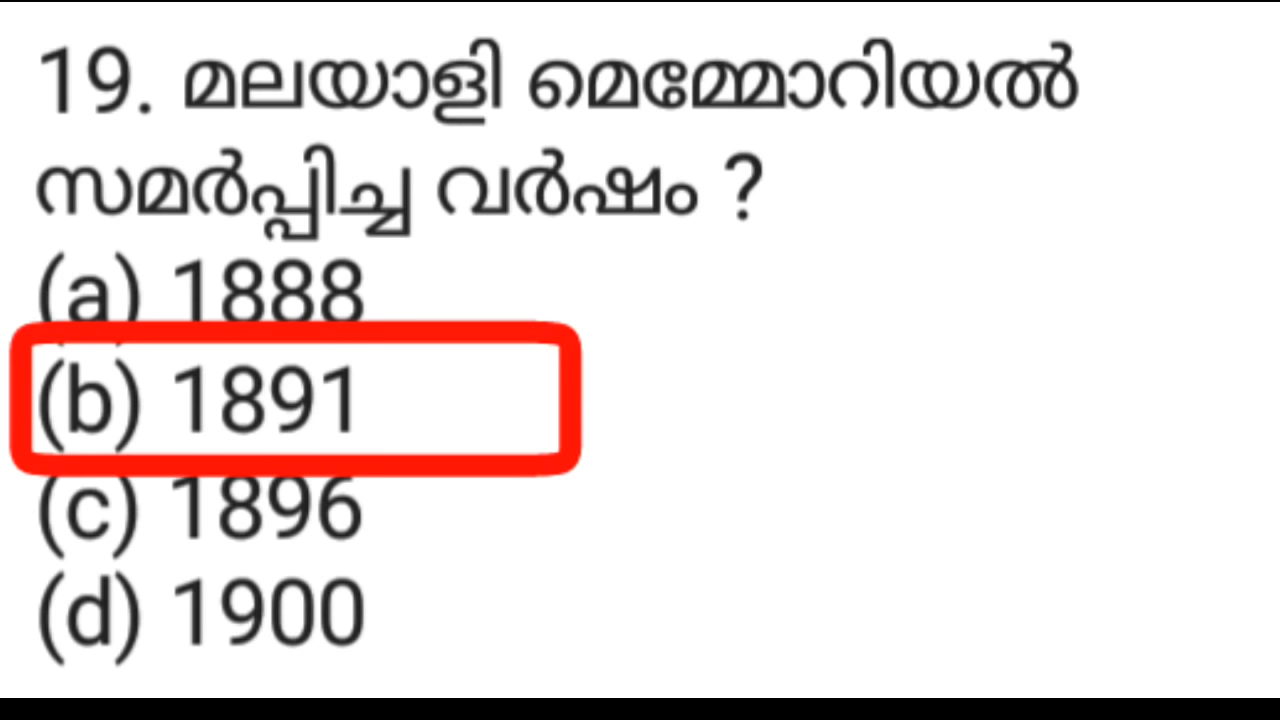 19. മലയാളി മെമ്മോറിയൽ
സമർപ്പിച്ച വർഷം ?
(a) 1888
(b) 1891
(c) 1896
(d) 1900